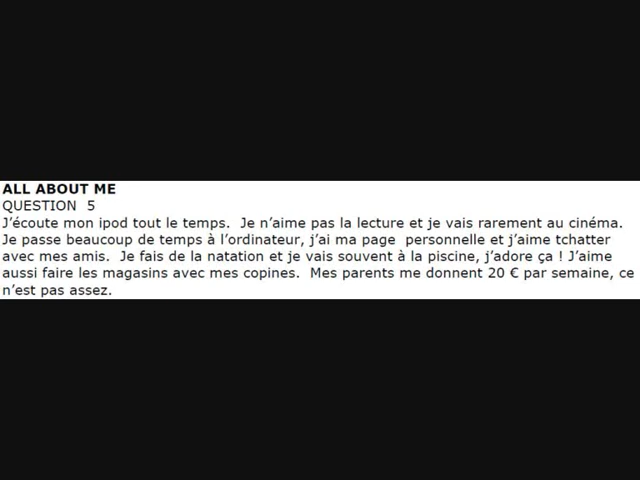 ALL ABOUT ME
QUESTION  5
J’écoute mon ipod tout le temps.  Je n’aime pas la lecture et je vais rarement au cinéma.
Je passe beaucoup de temps à l’ordinateur, j’ai ma page  personnelle et j’aime tchatter
avec mes amis.  Je fais de la natation et je vais souvent à la piscine, j’adore ça ! J’aime
aussi faire les magasins avec mes copines.  Mes parents me donnent 20 € par semaine, ce
n’est pas assez.